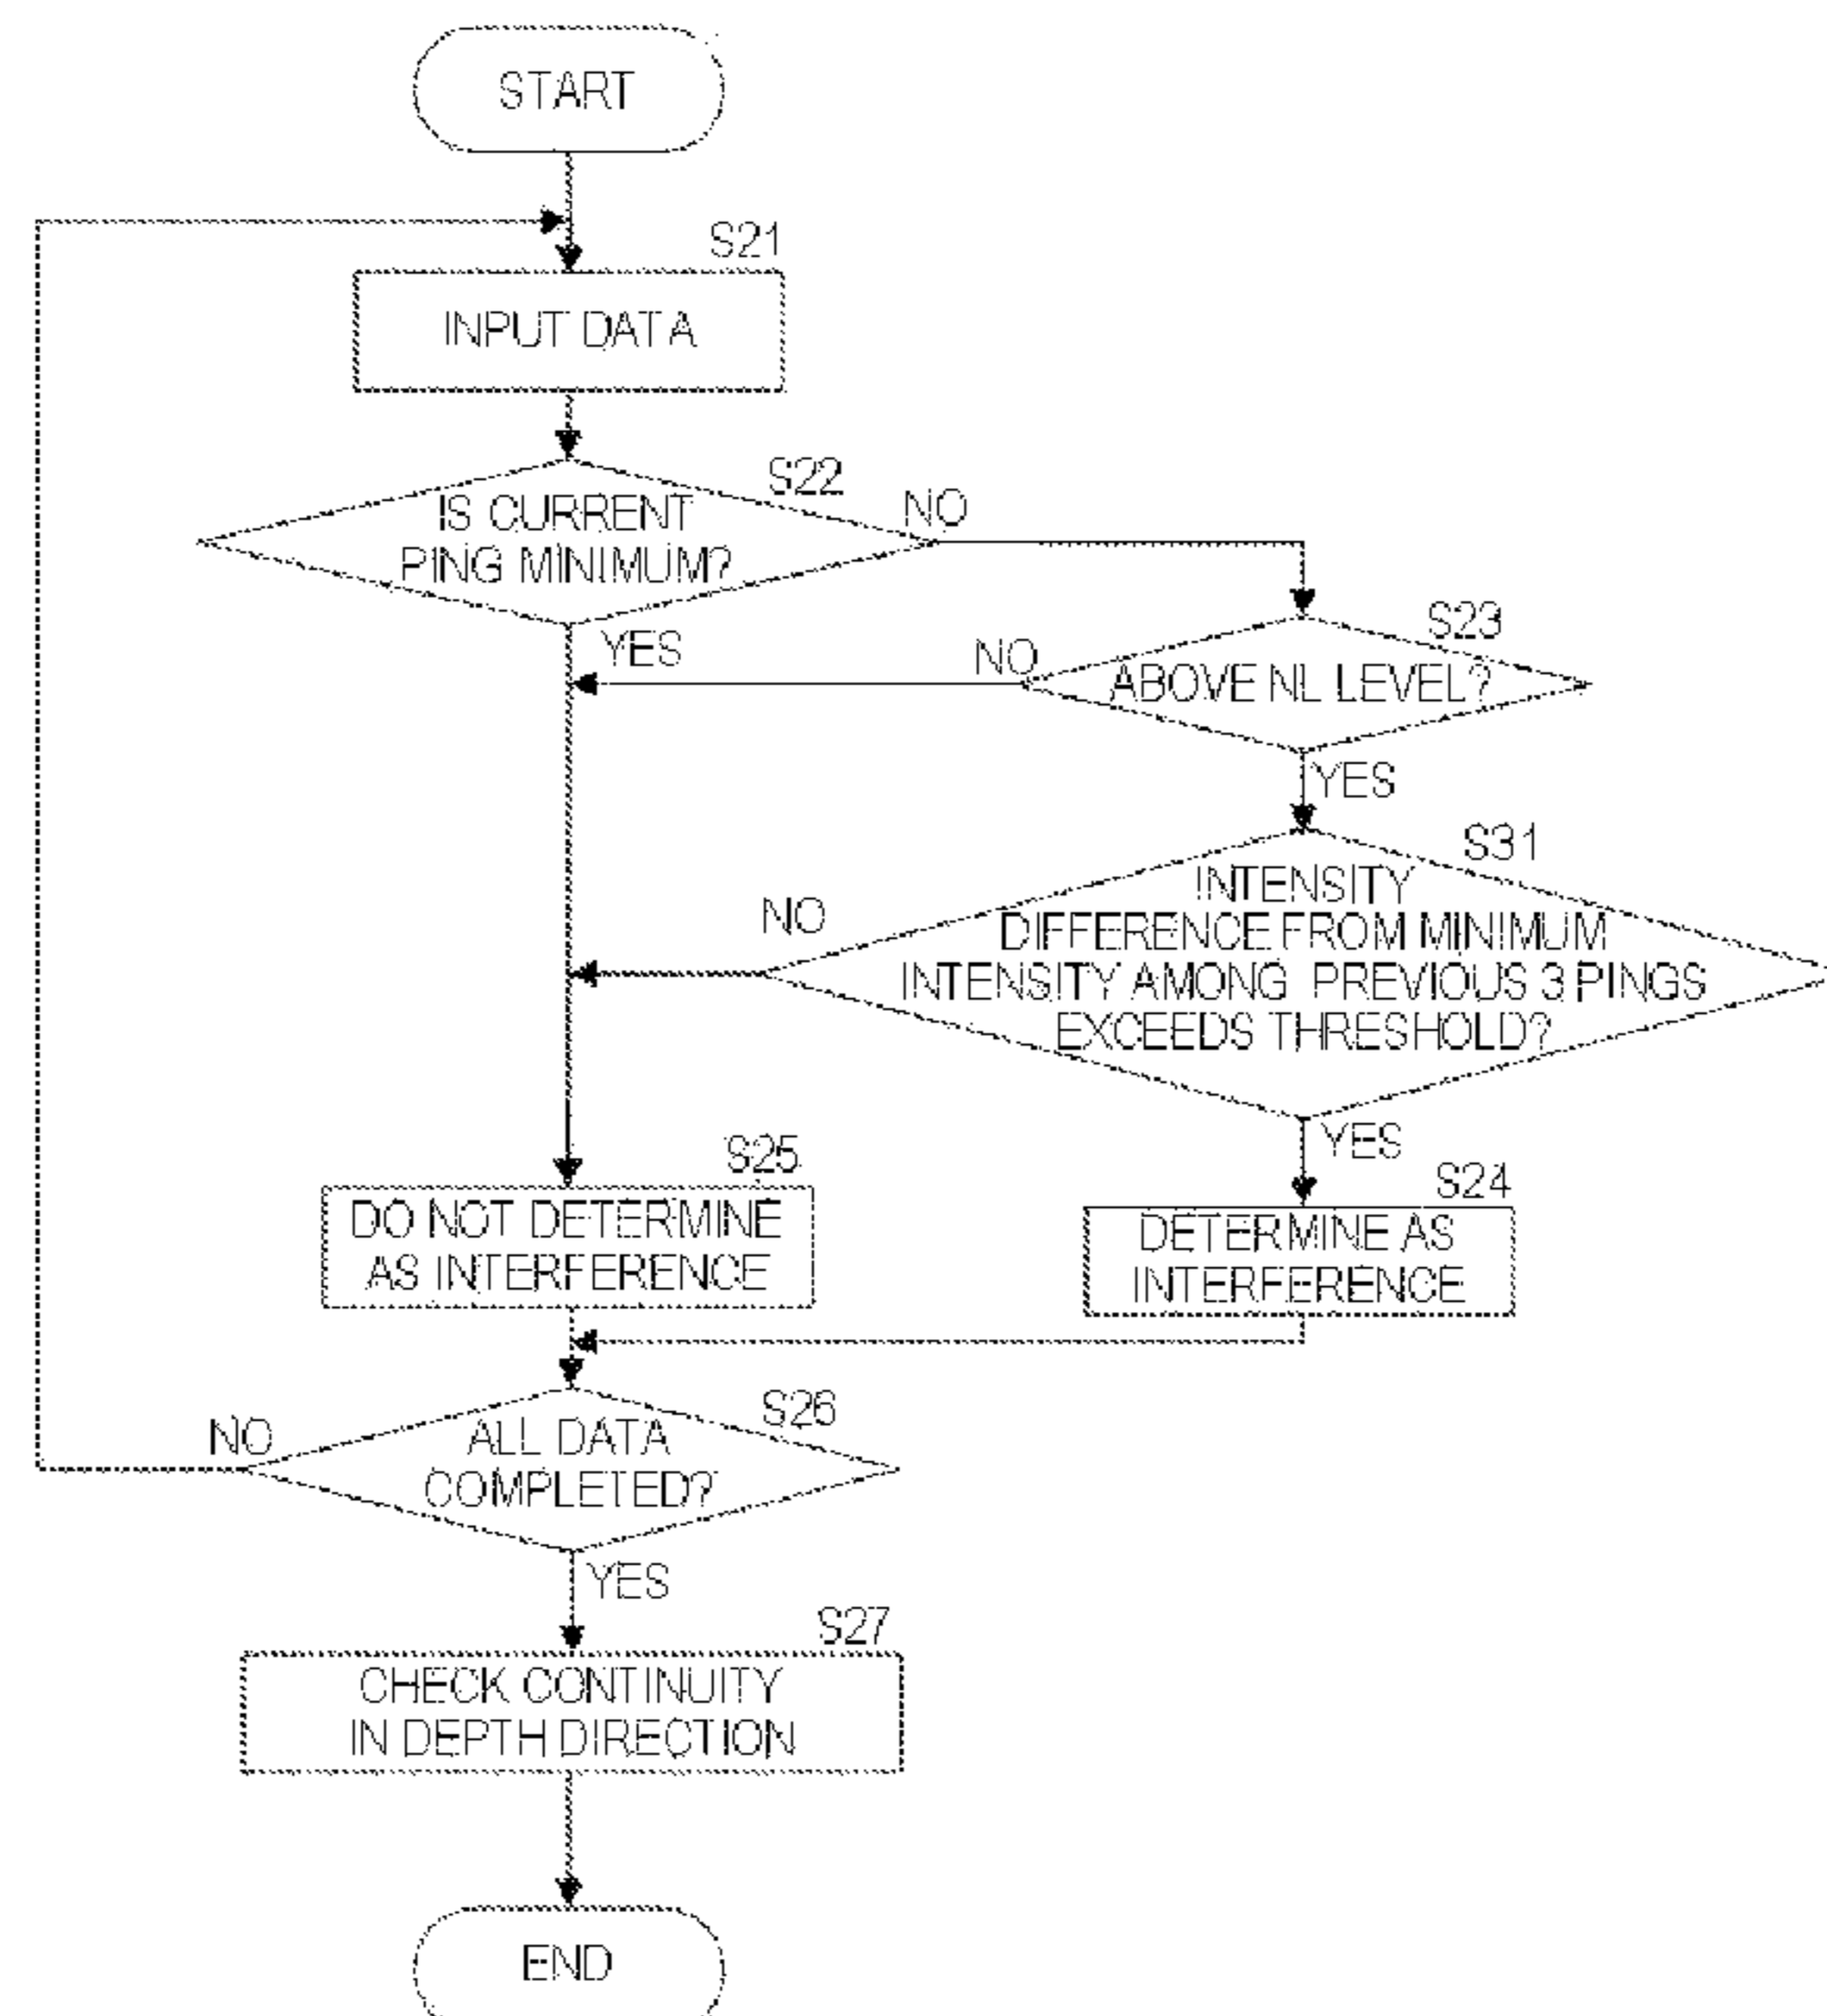 START
S21
INPUT DATA
S22
IS CURRENT
PING MINIMUM?
NO
YES
S23
ABOVE NL LEVEL?
NO
YES
S31
INTENSITY
DIFFERENCE FROM MINIMUM
INTENSITY AMONG PREVIOUS 3 PINGS
EXCEEDS THRESHOLD?
NO
YES
S25
DO NOT DETERMINE
AS INTERFERENCE
S24
DETERMINE AS
INTERFERENCE
S26
ALL DATA
COMPLETED?
NO
YES
S27
CHECK CONTINUITY
IN DEPTH DIRECTION
END